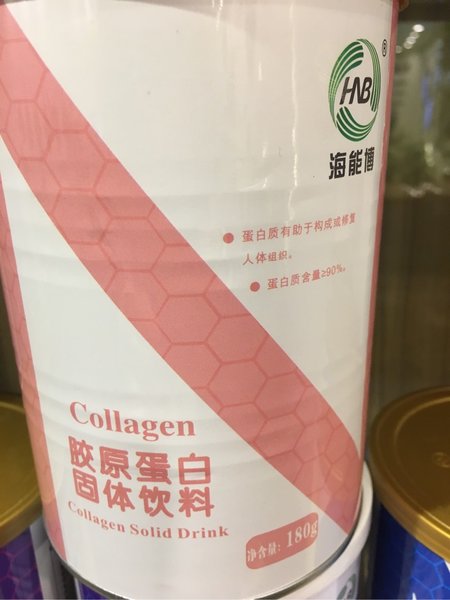 HNB
®
海能博
● 蛋白质有助于构成或修复
人体组织。
● 蛋白质含量≥90%。
Collagen
胶原蛋白
固体饮料
Collagen Solid Drink
净含量：180g